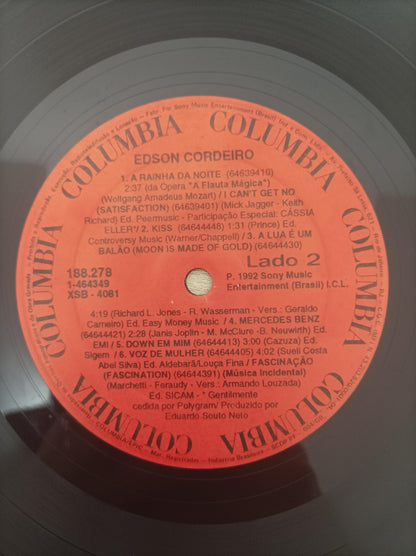 COLUMBIA COLUMBIA
EDSON CORDEIRO
1. A RAINHA DA NOITE (64639410)
2:37 (da Opera "A Flauta Mágica")
(Wolfgang Amadeus Mozart) / I CAN'T GET NO
(SATISFACTION) (64639401) (Mick Jagger - Keith
Richard) Ed. Peermusic - Participação Especial: CÁSSIA
ELLER*/ 2. KISS (64644448) 1:31 (Prince) Ed.
Controversy Music (Warner/Chappell) / 3. A LUA É UM
BALÃO (MOON IS MADE OF GOLD) (64644430)
188.278
1-464349
XSB - 4061
Lado 2
P. 1992 Sony Music
Entertainment (Brasil) I.C.L.
4:19 (Richard L. Jones - R. Wasserman - Vers.: Geraldo
Carneiro) Ed. Easy Money Music / 4. MERCEDES BENZ
(64644421) 2:28 (Janis Joplin - M. McClure - B. Neuwirth) Ed.
EMI / 5. DOWN EM MIM (64644413) 3:00 (Cazuza) Ed.
Sigem / 6. VOZ DE MULHER (64644405) 4:02 (Sueli Costa
Abel Silva) Ed. Aldebarã/Louça Fina / FASCINAÇÃO
(FASCINATION) (64644391) (Música Incidental)
(Marchetti - Feraudy - Vers.: Armando Louzada)
Ed. SICAM - * Gentilmente
cedida por Polygram/ Produzido por
Eduardo Souto Neto
COLUMBIA COLUMBIA